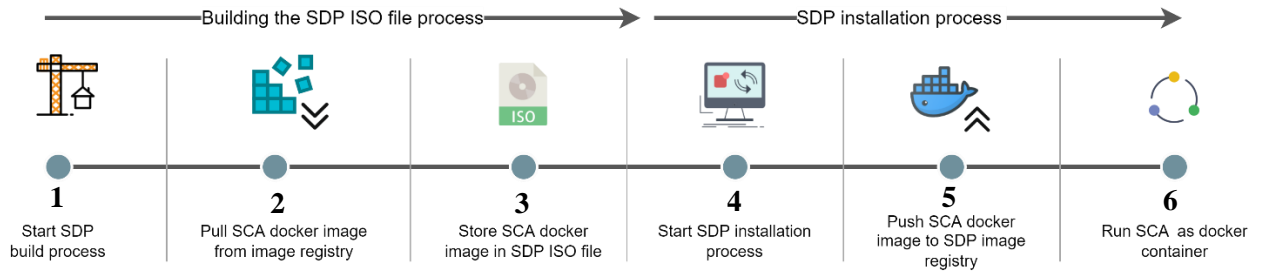 Building the SDP ISO file process
SDP installation process
ISO
1
Start SDP
build process
2
Pull SCA docker image
from image registry
3
Store SCA docker
image in SDP ISO file
4
Start SDP installation
process
5
Push SCA docker
image to SDP image
registry
6
Run SCA as docker
container